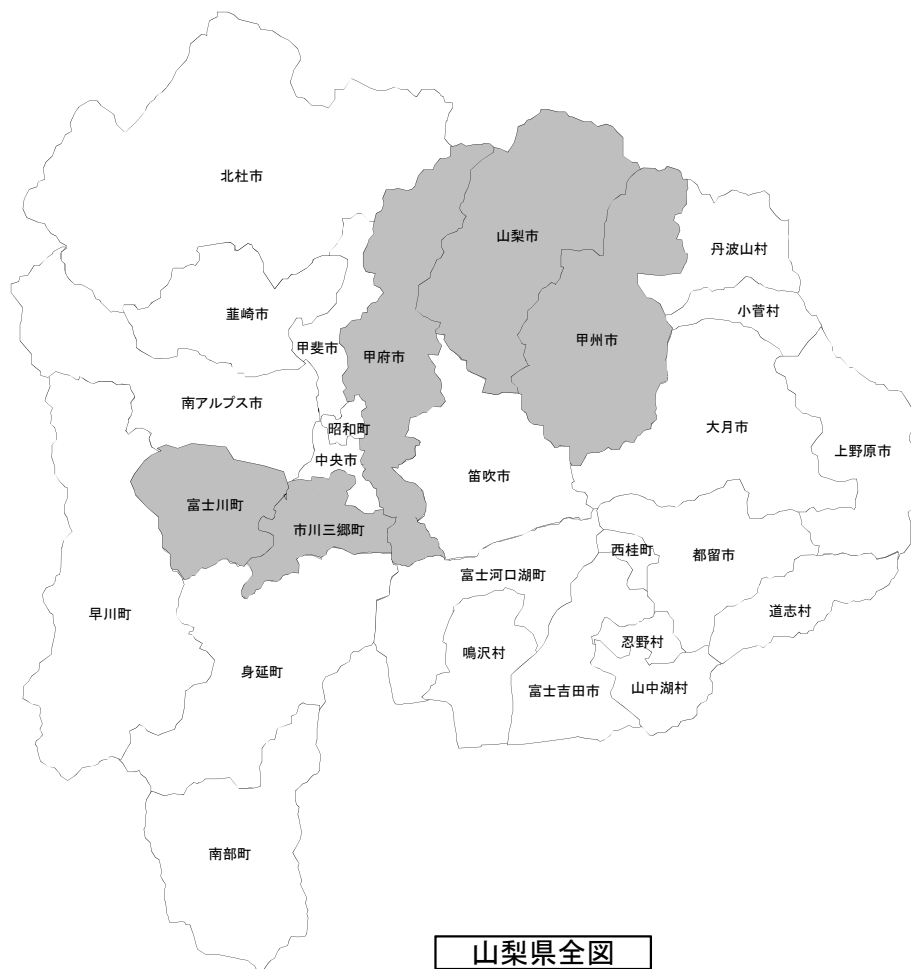 北杜市
山梨市
丹波山村
小菅村
韮崎市
甲斐市
甲府市
甲州市
南アルプス市
昭和町
大月市
上野原市
中央市
笛吹市
富士川町
市川三郷町
西桂町
都留市
富士河口湖町
早川町
道志村
忍野村
鳴沢村
身延町
富士吉田市
山中湖村
南部町
山梨県全図